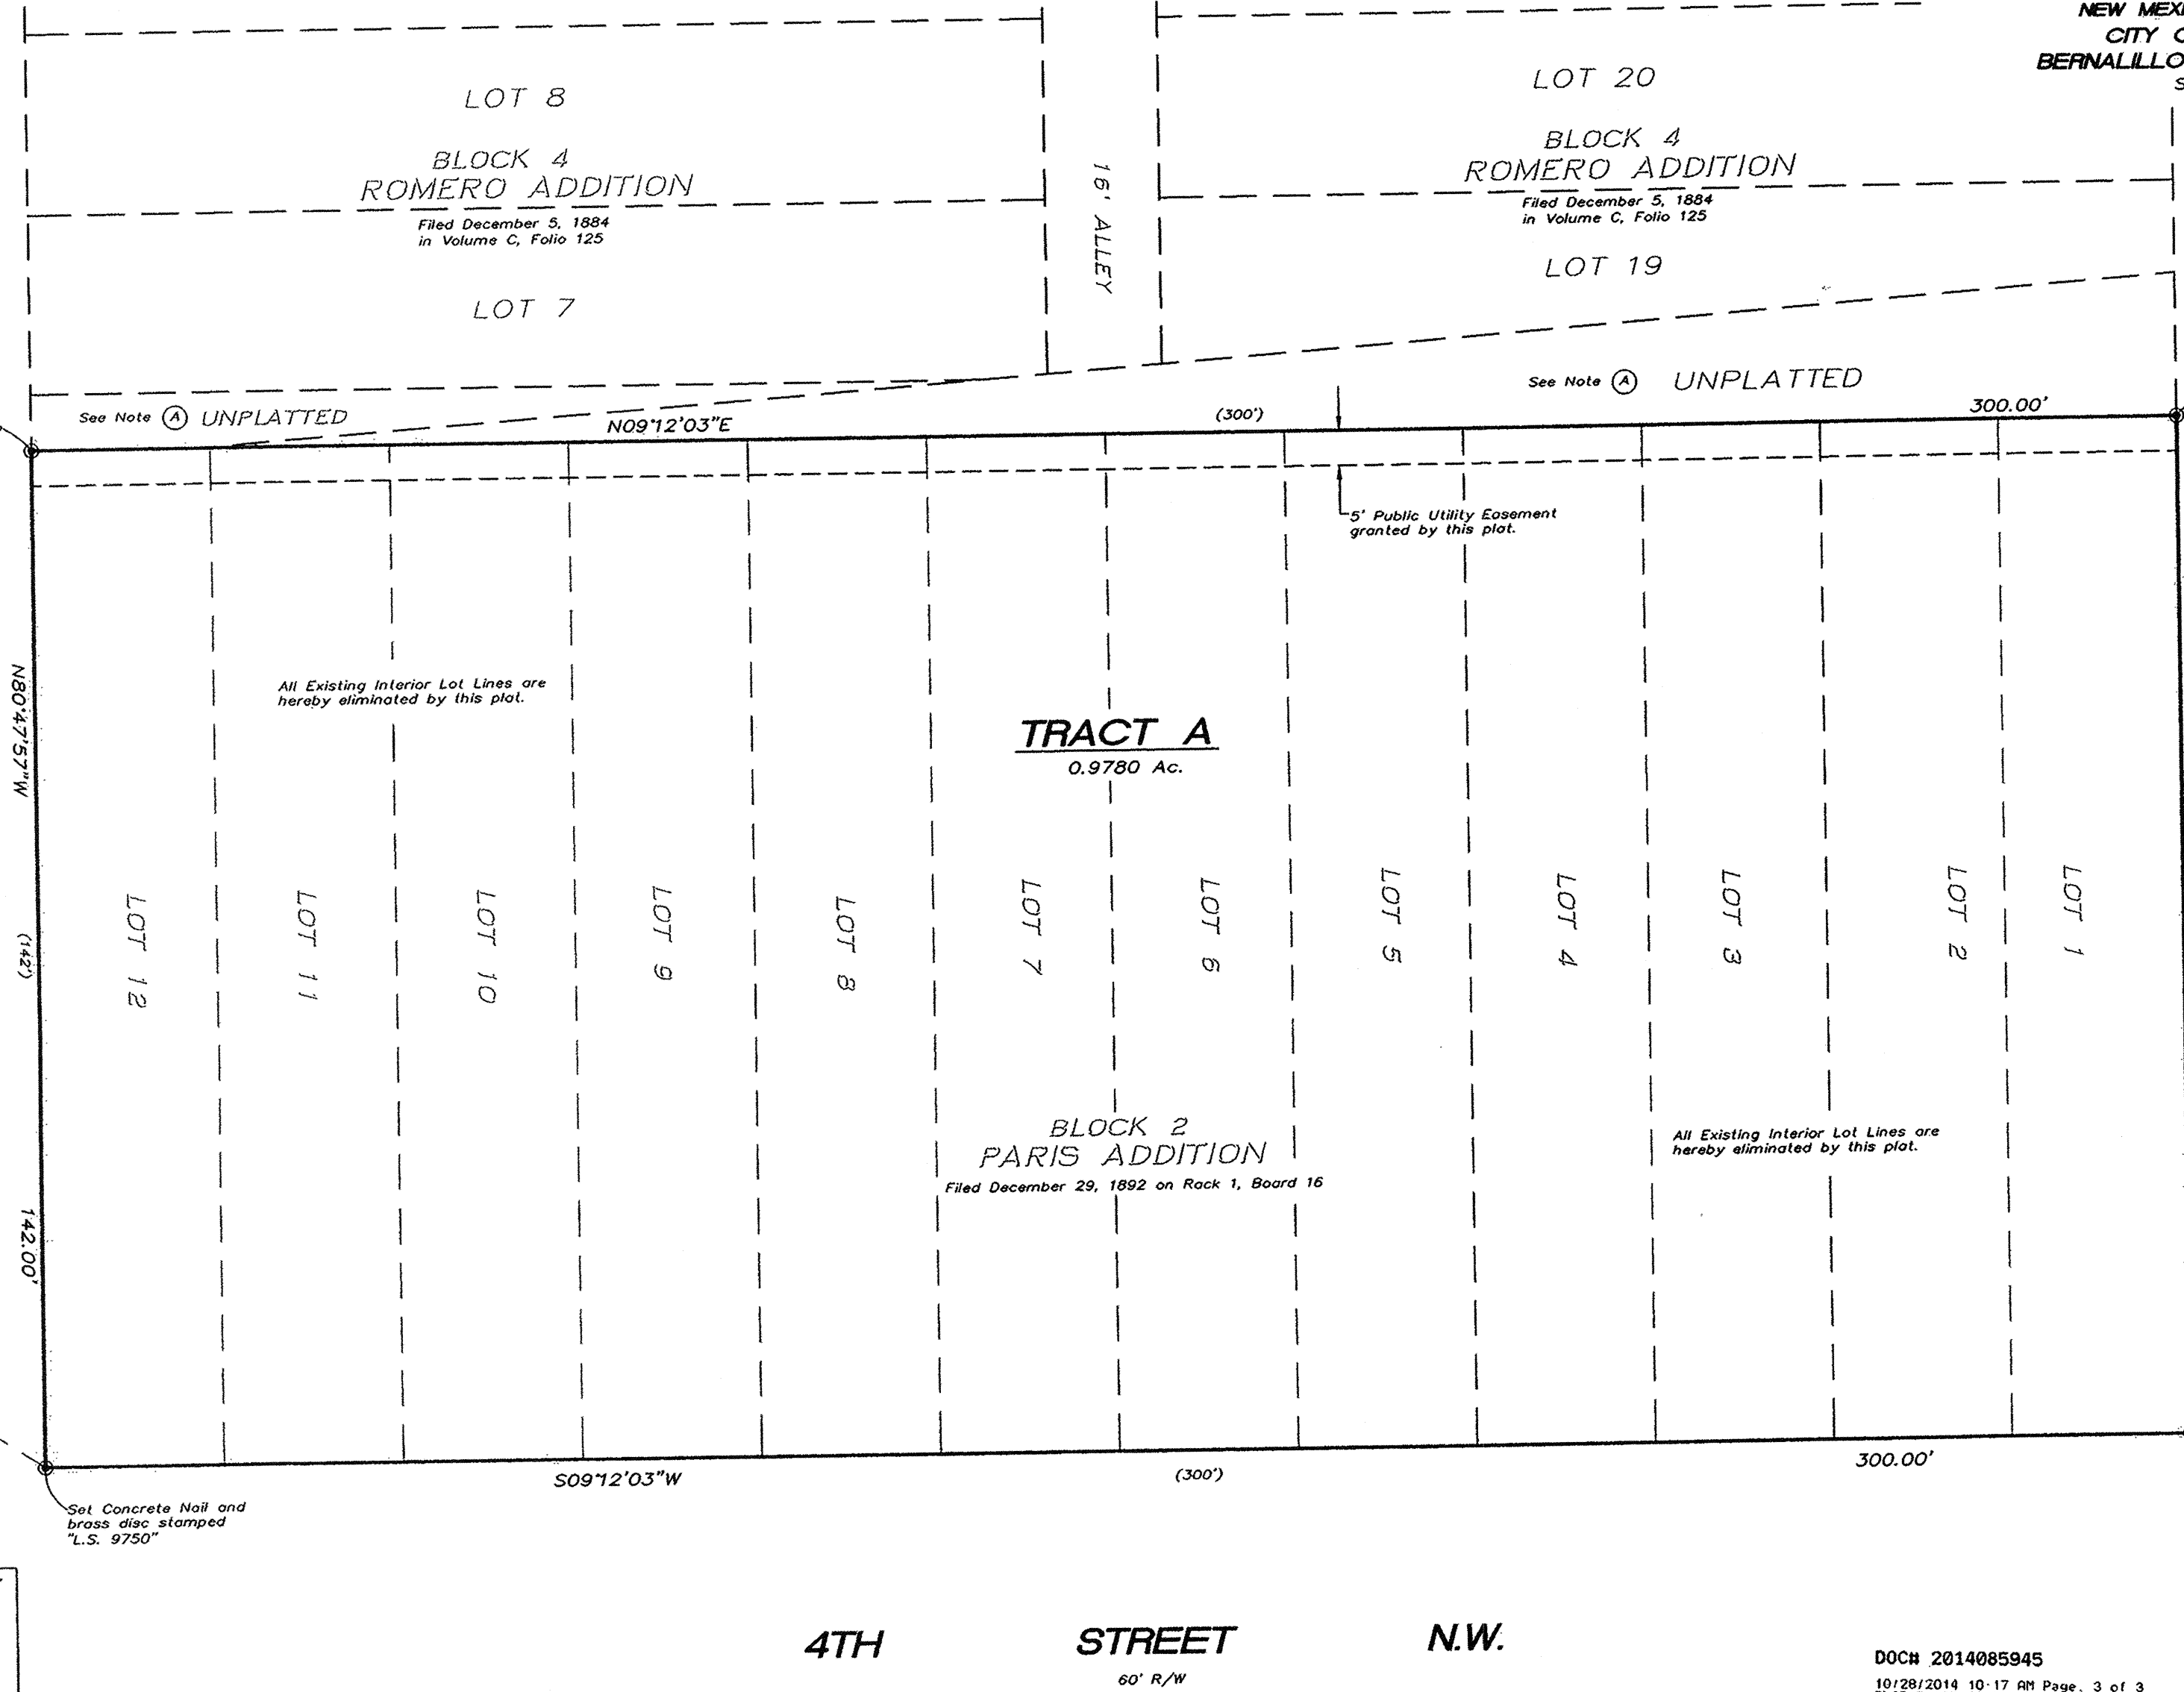 NEW MEX
CITY
BERNALILLO
LOT 8
BLOCK 4
ROMERO ADDITION
Filed December 5, 1884
in Volume C, Folio 125
LOT 7
16' ALLEY
LOT 20
BLOCK 4
ROMERO ADDITION
Filed December 5, 1884
in Volume C, Folio 125
LOT 19
See Note A UNPLATTED
See Note A UNPLATTED
N09°12'03"E
(300')
300.00'
5' Public Utility Easement
granted by this plat.
All Existing Interior Lot Lines are
hereby eliminated by this plat.
TRACT A
0.9780 Ac.
N80°47'57"W
(142')
142.00'
LOT 12
LOT 11
LOT 10
LOT 9
LOT 8
LOT 7
LOT 6
LOT 5
LOT 4
LOT 3
LOT 2
LOT 1
BLOCK 2
PARIS ADDITION
Filed December 29, 1892 on Rack 1, Board 16
All Existing Interior Lot Lines are
hereby eliminated by this plat.
S09°12'03"W
(300')
300.00'
Set Concrete Nail and
brass disc stamped
"L.S. 9750"
4TH STREET N.W.
60' R/W
DOC# 2014085945
10/28/2014 10:17 AM Page. 3 of 3